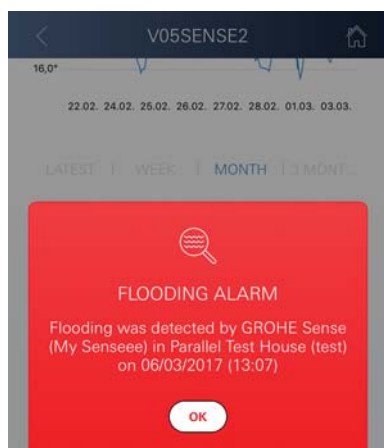 V05SENSE2
16,0°
22.02. 24.02. 25.02. 26.02. 27.02. 28.02. 01.03. 03.03.
LATEST | WEEK | MONTH | 3 MONT...
FLOODING ALARM
Flooding was detected by GROHE Sense
(My Senseee) in Parallel Test House (test)
on 06/03/2017 (13:07)
OK